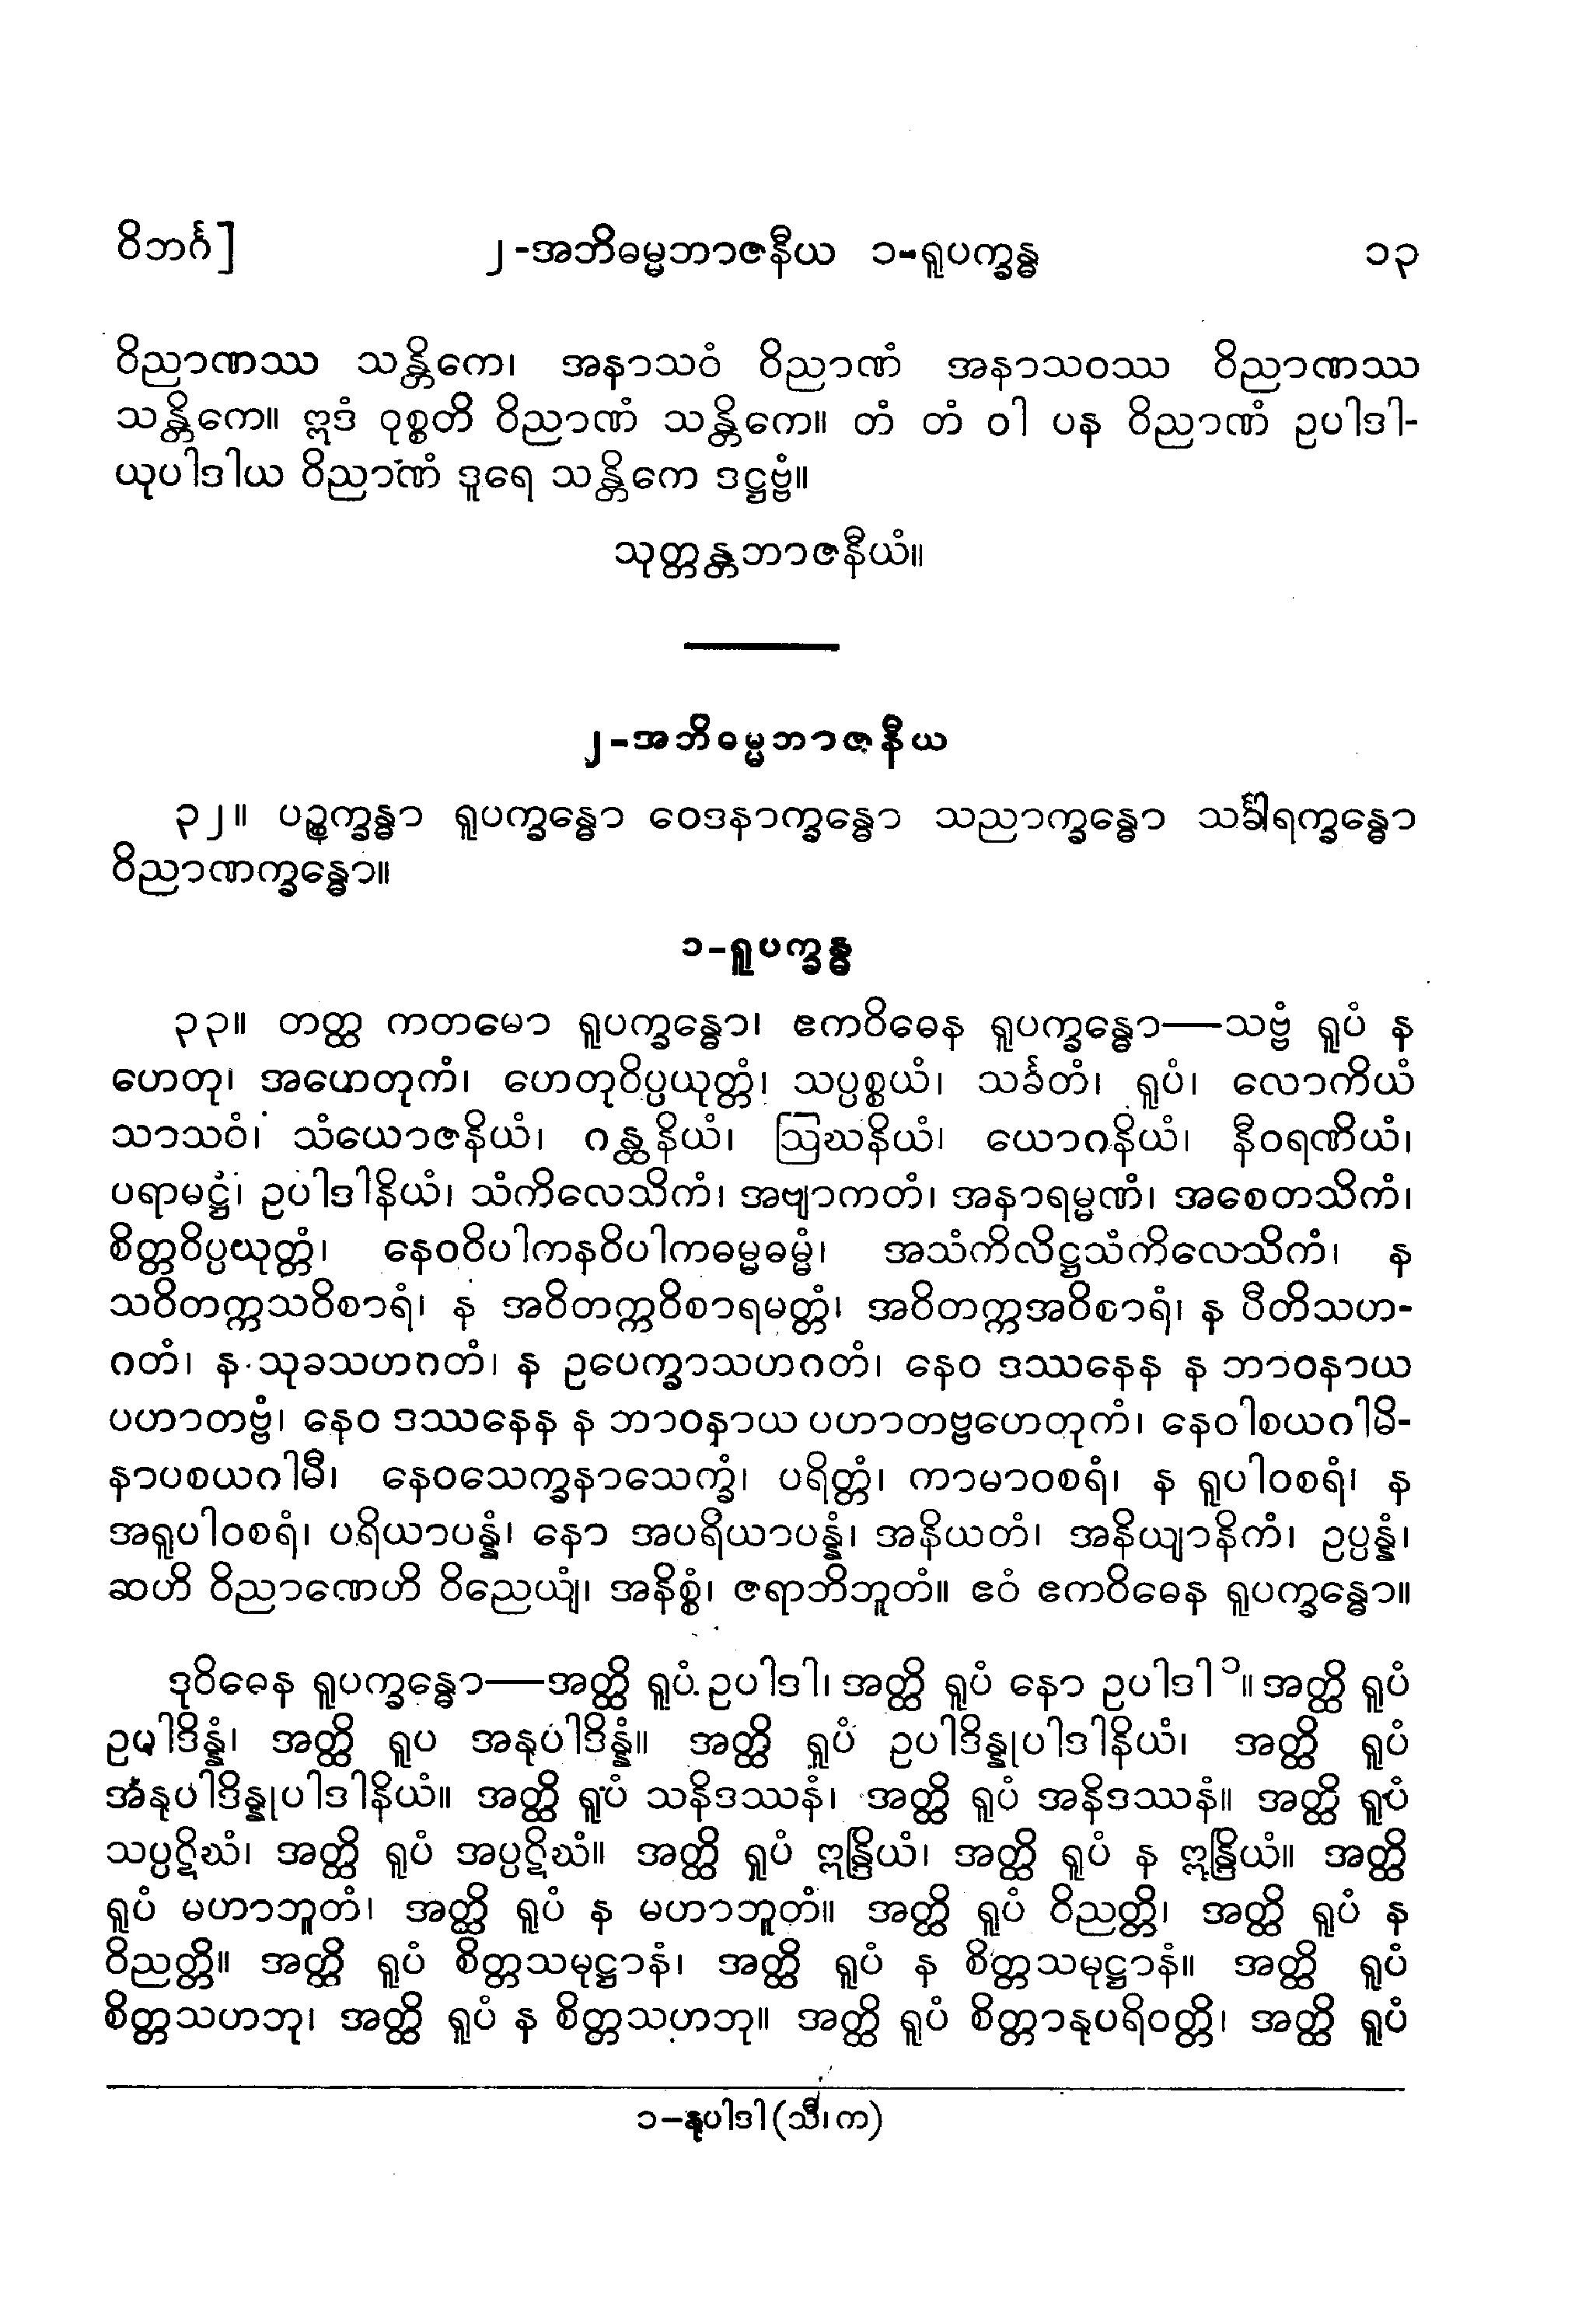 ဝိဘင်္ဂ] ၂-အဘိဓမ္မဘာဇနီယ ၁-ရူပက္ခန္ဓ ၁၃
ဝိညာဏဿ သန္တိကေ၊ အနာသဝံ ဝိညာဏံ အနာသဝဿ ဝိညာဏဿ
သန္တိကေ။ ဣဒံ ဝုစ္စတိ ဝိညာဏံ သန္တိကေ။ တံ တံ ဝါ ပန ဝိညာဏံ ဥပါဒါ-
ယုပါဒါယ ဝိညာဏံ ဒူရေ သန္တိကေ ဒဋ္ဌဗ္ဗံ။
သုတ္တန္တဘာဇနီယံ။
၂-အဘိဓမ္မဘာဇနီယ
၃၂။ ပဉ္စက္ခန္ဓာ ရူပက္ခန္ဓော ဝေဒနာက္ခန္ဓော သညာက္ခန္ဓော သင်္ခါရက္ခန္ဓော
ဝိညာဏက္ခန္ဓော။
၁-ရူပက္ခန္ဓ
၃၃။ တတ္ထ ကတမော ရူပက္ခန္ဓော၊ ဧကဝိဓေန ရူပက္ခန္ဓော—သဗ္ဗံ ရူပံ န
ဟေတု၊ အဟေတုကံ၊ ဟေတုဝိပ္ပယုတ္တံ၊ သပ္ပစ္စယံ၊ သင်္ခတံ၊ ရူပံ၊ လောကိယံ
သာသဝံ၊ သံယောဇနိယံ၊ ဂန္ထနိယံ၊ ဩဃနိယံ၊ ယောဂနိယံ၊ နီဝရဏိယံ၊
ပရာမဋ္ဌံ၊ ဥပါဒါနိယံ၊ သံကိလေသိကံ၊ အဗျာကတံ၊ အနာရမ္မဏံ၊ အစေတသိကံ၊
စိတ္တဝိပ္ပယုတ္တံ၊ နေဝဝိပါကနဝိပါကဓမ္မဓမ္မံ၊ အသံကိလိဋ္ဌသံကိလေသိကံ၊ န
သဝိတက္ကသဝိစာရံ၊ န အဝိတက္ကဝိစာရမတ္တံ၊ အဝိတက္ကအဝိစာရံ၊ န ပီတိသဟ-
ဂတံ၊ န သုခသဟဂတံ၊ န ဥပေက္ခာသဟဂတံ၊ နေဝ ဒဿနေန န ဘာဝနာယ
ပဟာတဗ္ဗံ၊ နေဝ ဒဿနေန န ဘာဝနာယ ပဟာတဗ္ဗဟေတုကံ၊ နေဝါစယဂါမိ-
နာပစယဂါမီ၊ နေဝသေက္ခနာသေက္ခံ၊ ပရိတ္တံ၊ ကာမာဝစရံ၊ န ရူပါဝစရံ၊ န
အရူပါဝစရံ၊ ပရိယာပန္နံ၊ နော အပရိယာပန္နံ၊ အနိယတံ၊ အနိယျာနိကံ၊ ဥပ္ပန္နံ၊
ဆဟိ ဝိညာဏေဟိ ဝိညေယျံ၊ အနိစ္စံ၊ ဇရာဘိဘူတံ။ ဧဝံ ဧကဝိဓေန ရူပက္ခန္ဓော။
ဒုဝိဓေန ရူပက္ခန္ဓော—အတ္ထိ ရူပံ ဥပါဒါ၊ အတ္ထိ ရူပံ နော ဥပါဒါ၁။ အတ္ထိ ရူပံ
ဥပါဒိန္နံ၊ အတ္ထိ ရူပ အနုပါဒိန္နံ။ အတ္ထိ ရူပံ ဥပါဒိန္နုပါဒါနိယံ၊ အတ္ထိ ရူပံ
အနုပါဒိန္နုပါဒါနိယံ။ အတ္ထိ ရူပံ သနိဒဿနံ၊ အတ္ထိ ရူပံ အနိဒဿနံ။ အတ္ထိ ရူပံ
သပ္ပဋိဃံ၊ အတ္ထိ ရူပံ အပ္ပဋိဃံ။ အတ္ထိ ရူပံ ဣန္ဒြိယံ၊ အတ္ထိ ရူပံ န ဣန္ဒြိယံ။ အတ္ထိ
ရူပံ မဟာဘူတံ၊ အတ္ထိ ရူပံ န မဟာဘူတံ။ အတ္ထိ ရူပံ ဝိညတ္တိ၊ အတ္ထိ ရူပံ န
ဝိညတ္တိ။ အတ္ထိ ရူပံ စိတ္တသမုဋ္ဌာနံ၊ အတ္ထိ ရူပံ န စိတ္တသမုဋ္ဌာနံ။ အတ္ထိ ရူပံ
စိတ္တသဟဘု၊ အတ္ထိ ရူပံ န စိတ္တသဟဘု။ အတ္ထိ ရူပံ စိတ္တာနုပရိဝတ္တိ၊ အတ္ထိ ရူပံ
၁-နုပါဒါ (သီ၊ က)